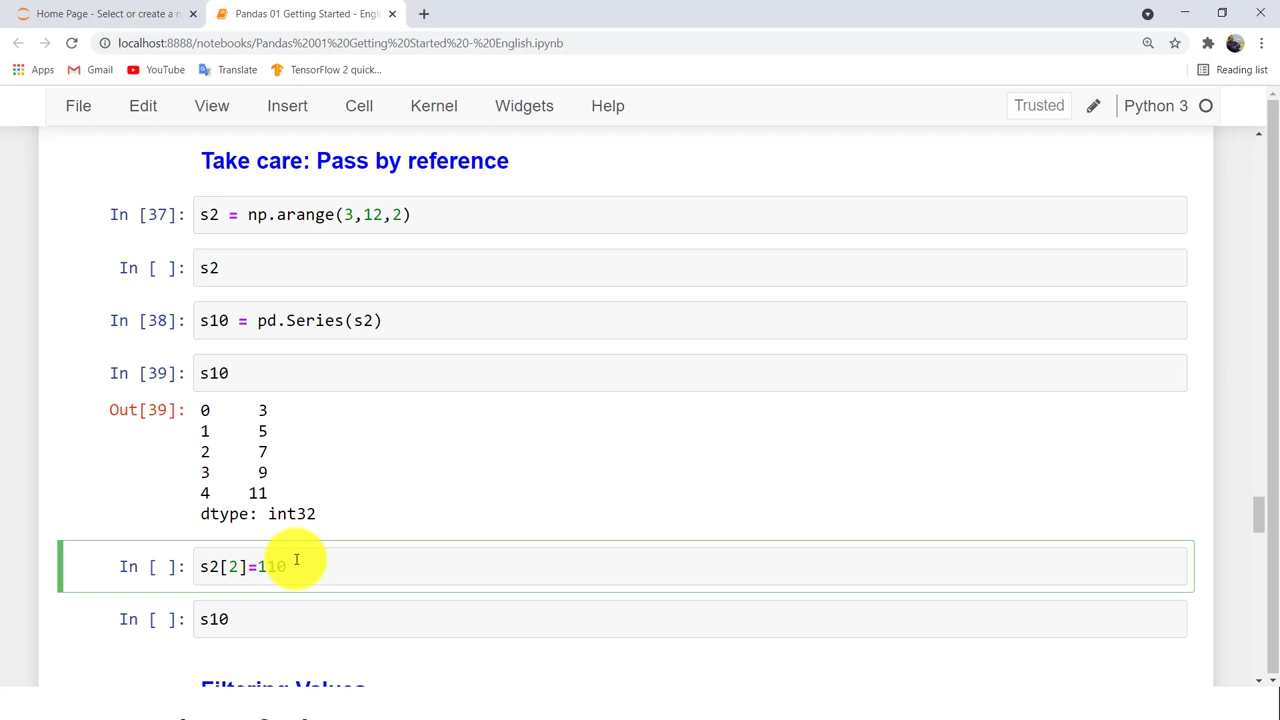 Home Page - Select or create a n
Pandas 01 Getting Started - Engl
localhost:8888/notebooks/Pandas%2001%20Getting%20Started%20-%20English.ipynb
Apps Gmail YouTube Translate TensorFlow 2 quick... Reading list
File Edit View Insert Cell Kernel Widgets Help Trusted Python 3
Take care: Pass by reference
In [37]: s2 = np.arange(3,12,2)
In [ ]: s2
In [38]: s10 = pd.Series(s2)
In [39]: s10
Out[39]: 0 3
1 5
2 7
3 9
4 11
dtype: int32
In [ ]: s2[2]=110
In [ ]: s10
Filtering Values